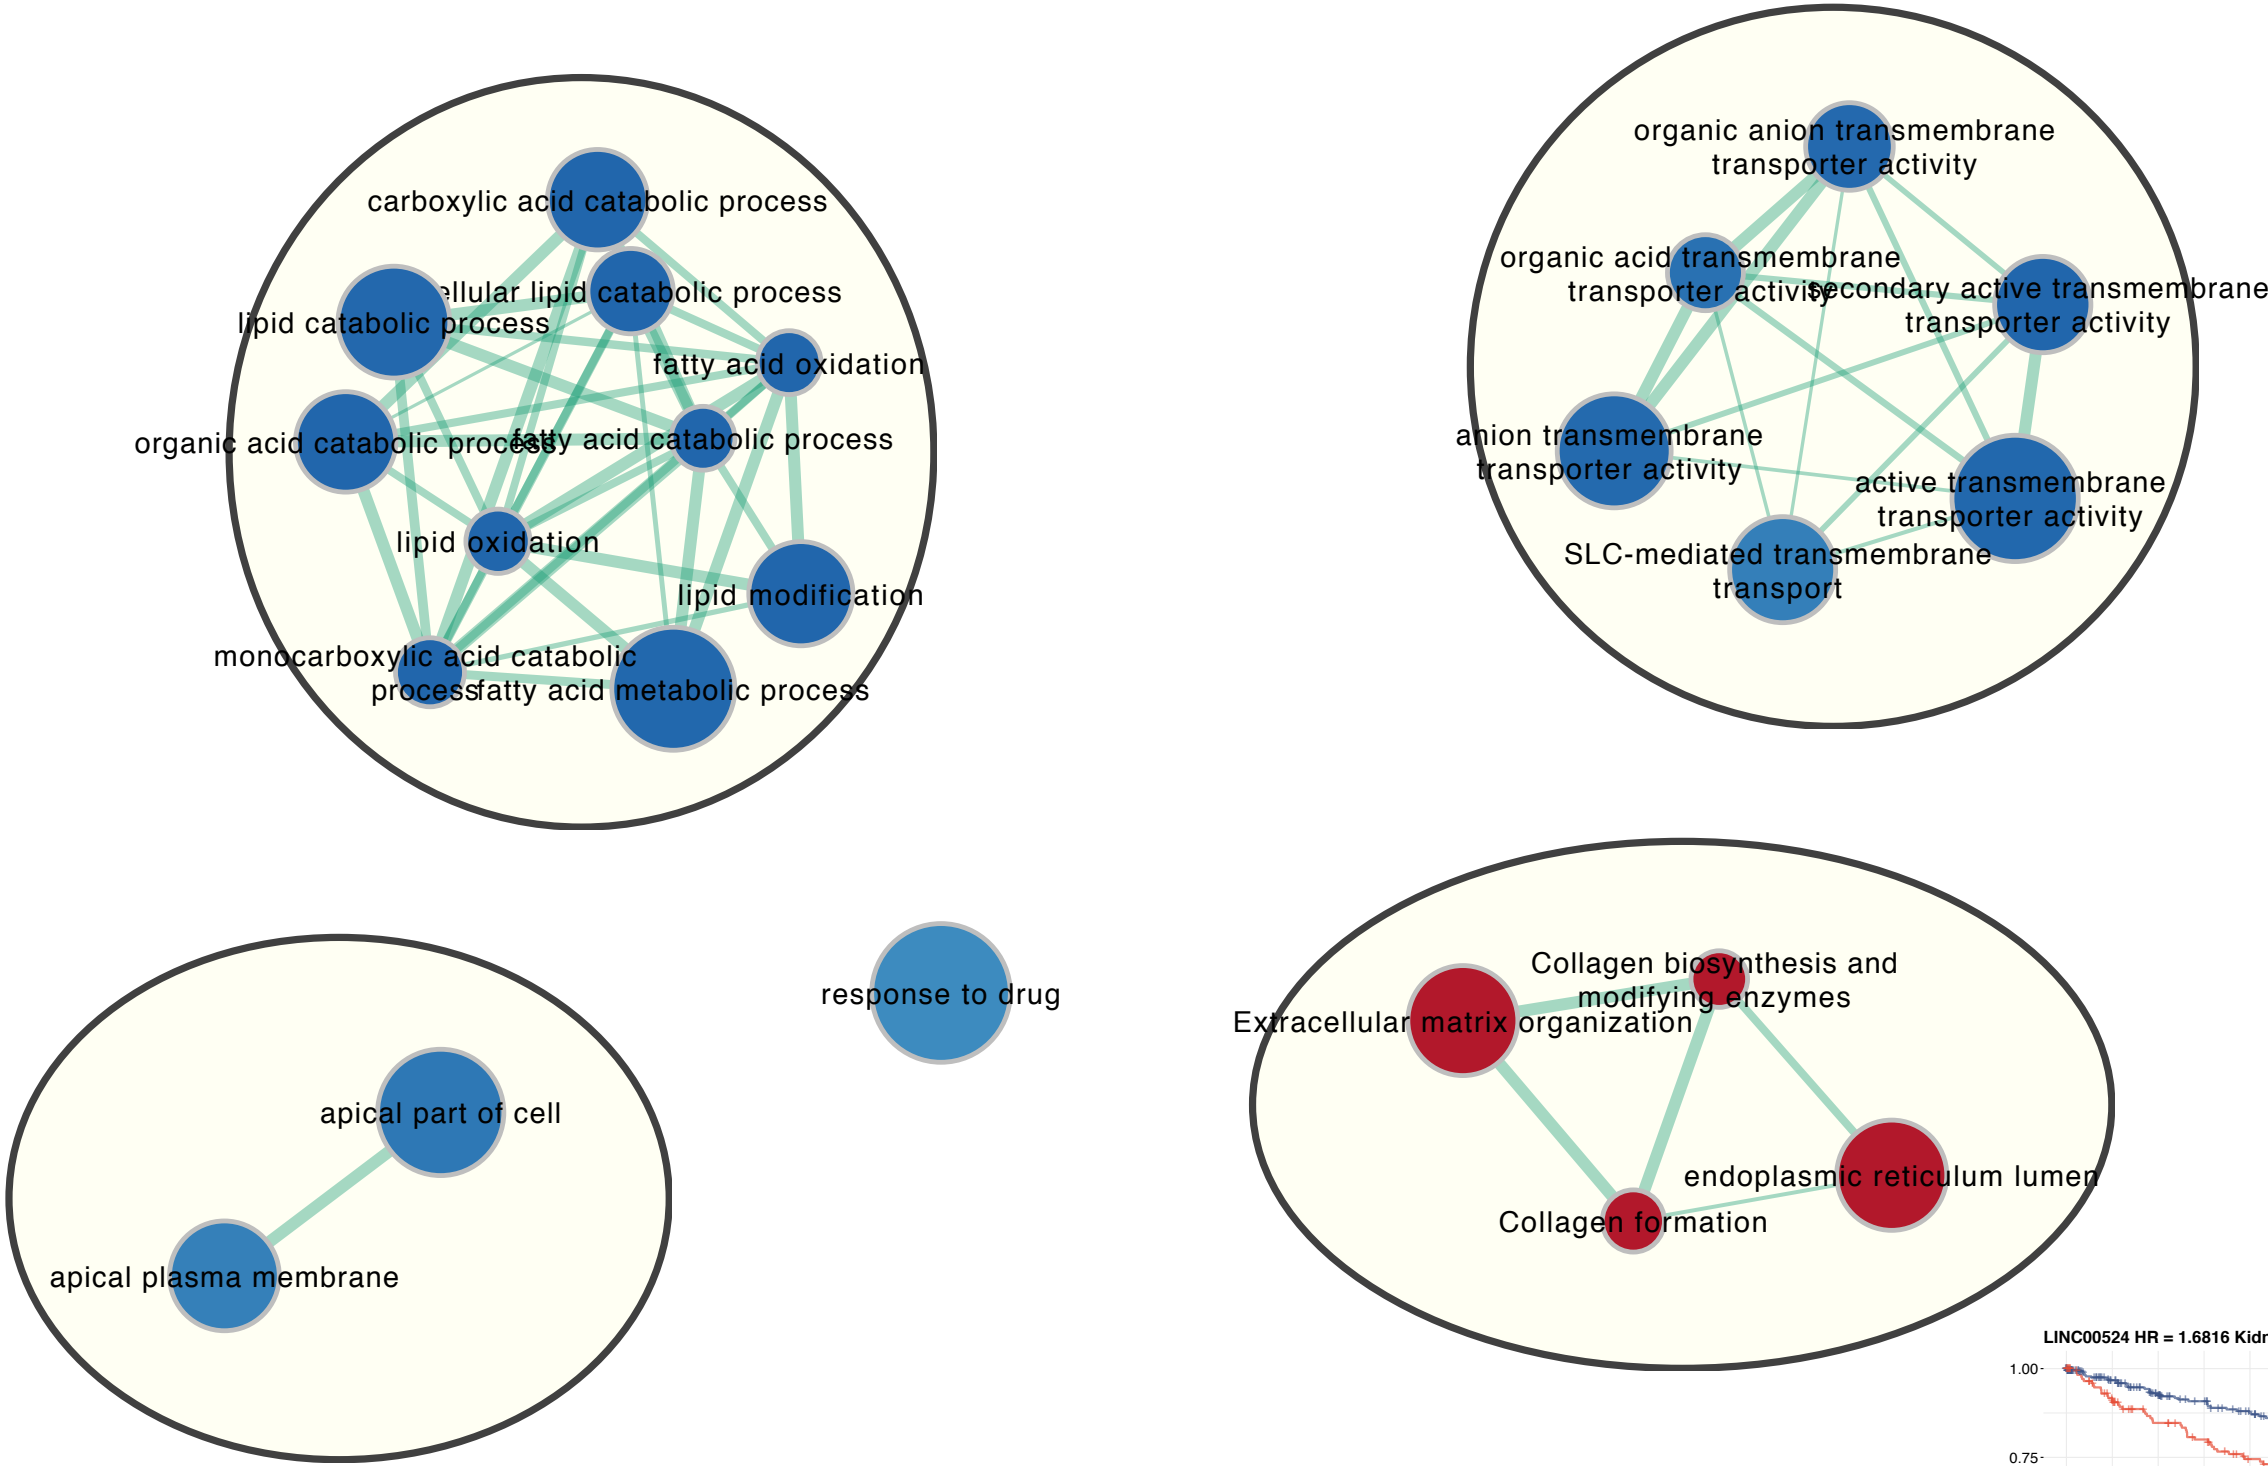 carboxylic acid catabolic process
ellular lipid catabolic process
lipid catabolic process
fatty acid oxidation
organic acid catabolic process
fatty acid catabolic process
lipid oxidation
lipid modification
monocarboxylic acid catabolic
process
fatty acid metabolic process
organic anion transmembrane
transporter activity
organic acid transmembrane
transporter activity
secondary active transmembrane
transporter activity
anion transmembrane
transporter activity
active transmembrane
transporter activity
SLC-mediated transmembrane
transport
response to drug
apical part of cell
apical plasma membrane
Collagen biosynthesis and
modifying enzymes
Extracellular matrix organization
endoplasmic reticulum lumen
Collagen formation
LINC00524 HR = 1.6816 Kidn
1.00
0.75